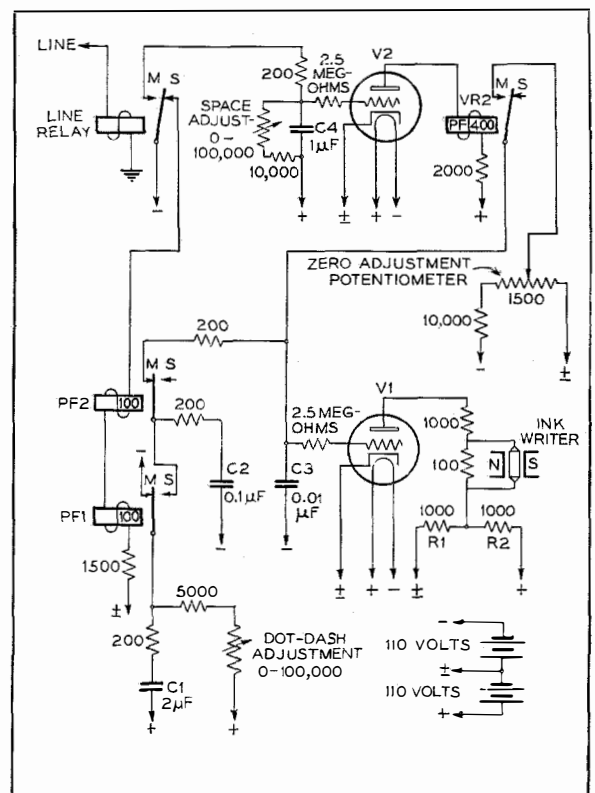 LINE
M S
LINE
RELAY
200
2.5
MEG-
OHMS
V2
SPACE
ADJUST-
0-
100,000
C4
1µF
10,000
M S
VR2
PF 400
2000
−
+
±
+
−
+
ZERO ADJUSTMENT
POTENTIOMETER
1500
10,000
−
±
200
M S
PF2
100
200
−
M S
C2
0.1µF
−
PF1
100
1500
±
2.5 MEG-
OHMS
C3
0.01
µF
−
V1
1000
100
INK
WRITER
N
S
1000
R1
1000
R2
±
+
−
±
+
5000
200
DOT-DASH
ADJUSTMENT
0-100,000
C1
2µF
+
+
−
110 VOLTS
±
110 VOLTS
+